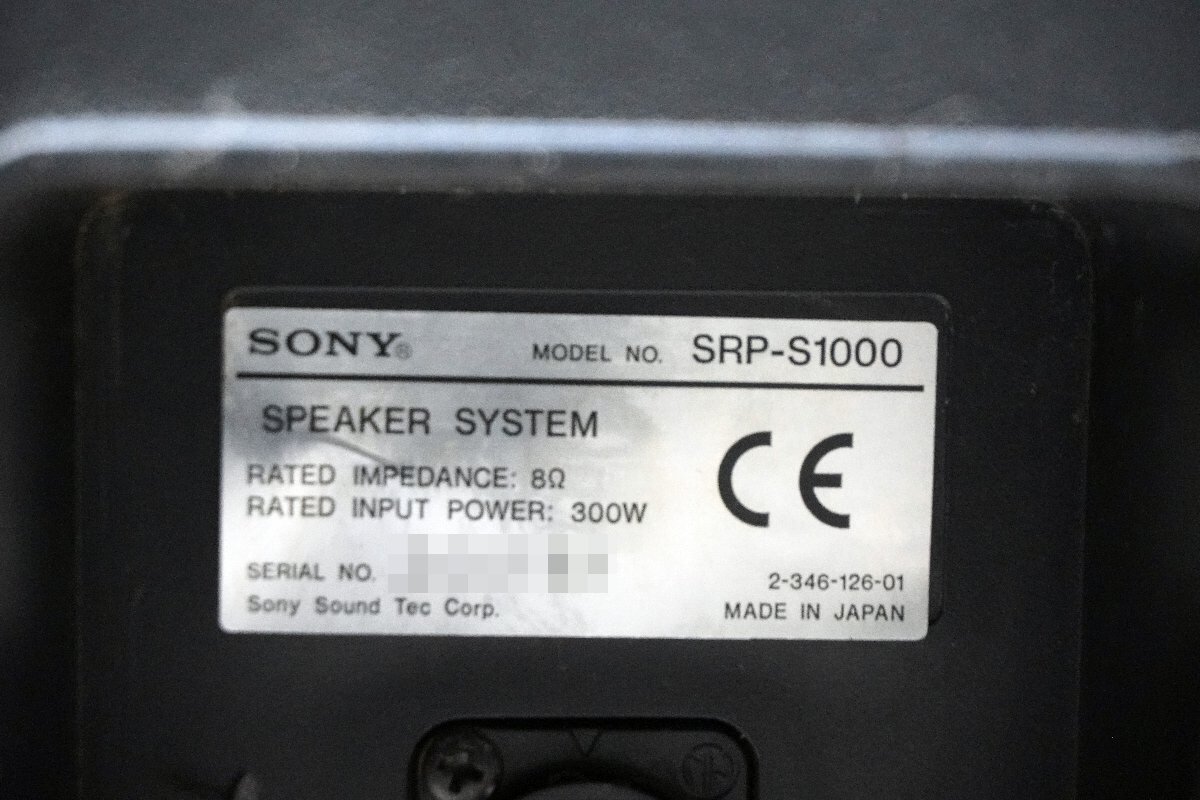 SONY® MODEL NO. SRP-S1000
SPEAKER SYSTEM
RATED IMPEDANCE: 8Ω
RATED INPUT POWER: 300W
CE
SERIAL NO.
2-346-126-01
Sony Sound Tec Corp.
MADE IN JAPAN